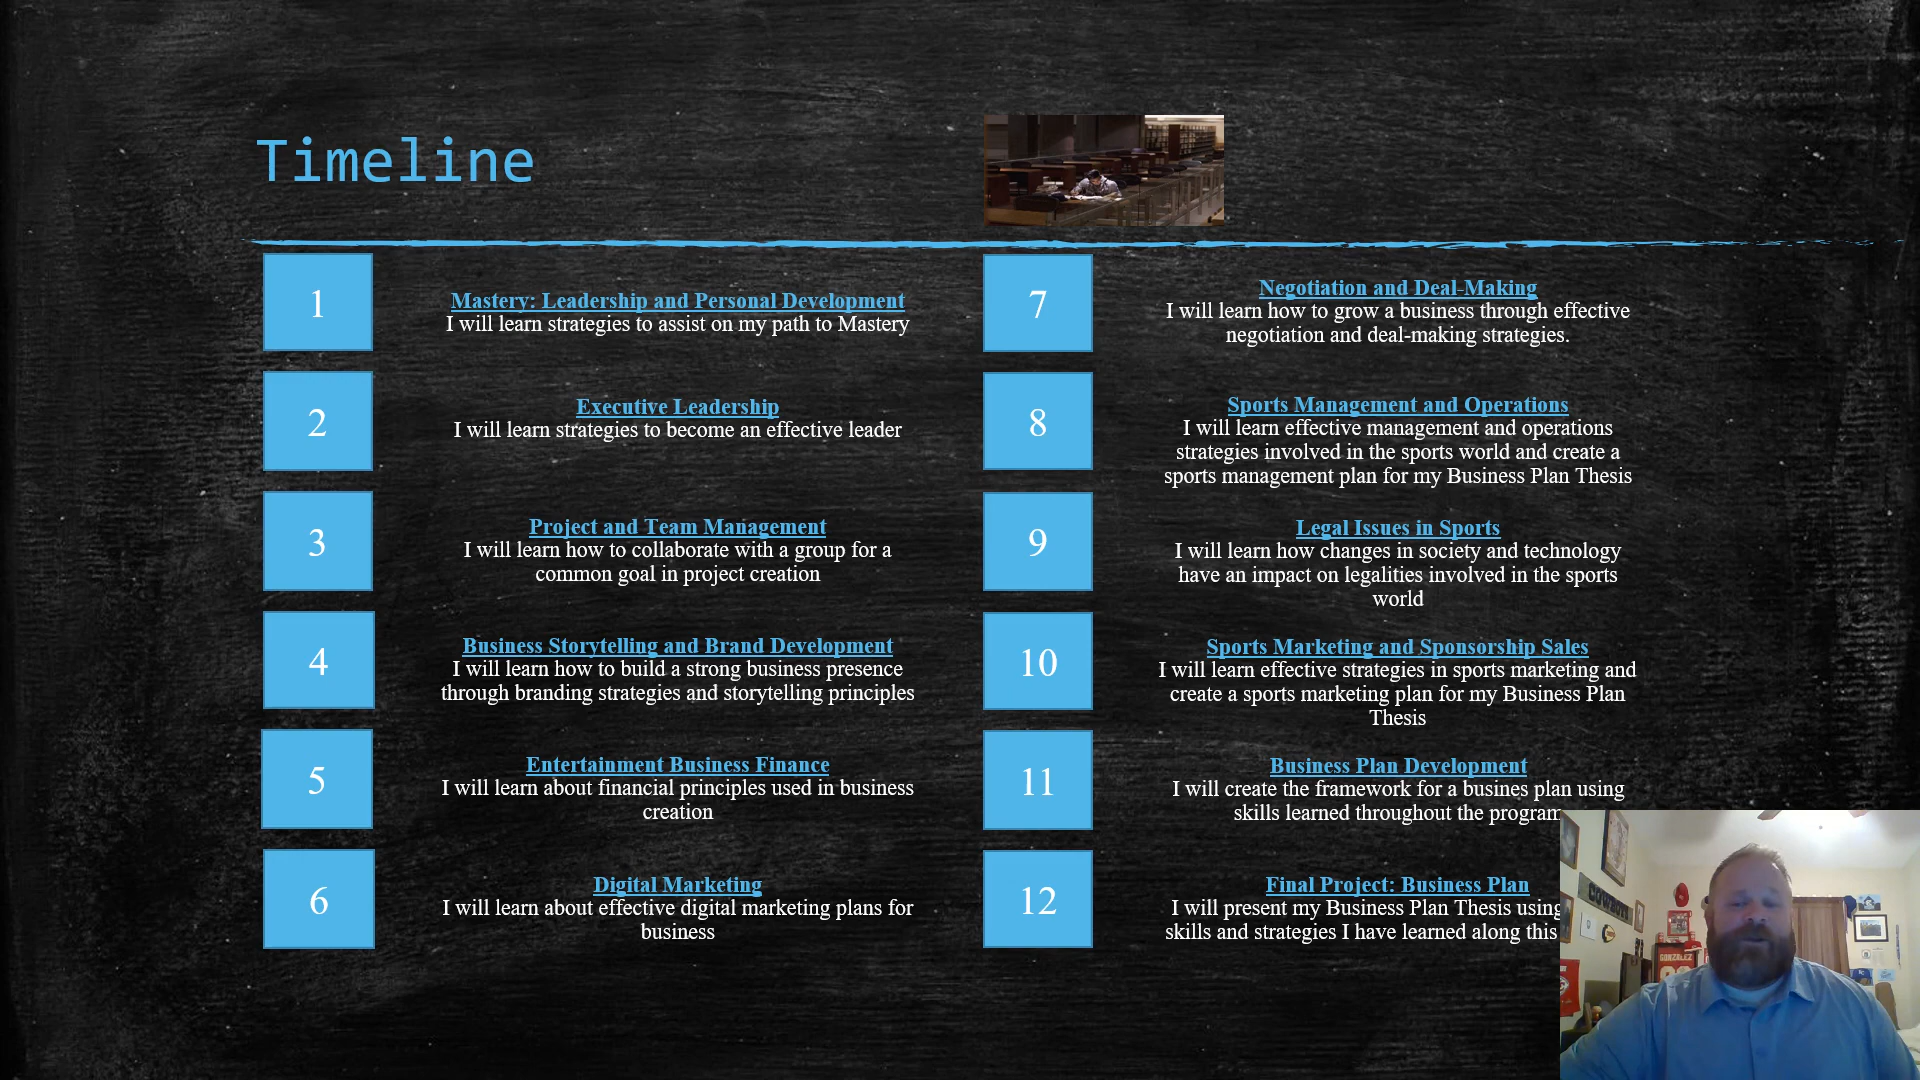 Timeline
1
Mastery: Leadership and Personal Development
I will learn strategies to assist on my path to Mastery
2
Executive Leadership
I will learn strategies to become an effective leader
3
Project and Team Management
I will learn how to collaborate with a group for a
common goal in project creation
4
Business Storytelling and Brand Development
I will learn how to build a strong business presence
through branding strategies and storytelling principles
5
Entertainment Business Finance
I will learn about financial principles used in business
creation
6
Digital Marketing
I will learn about effective digital marketing plans for
business
7
Negotiation and Deal-Making
I will learn how to grow a business through effective
negotiation and deal-making strategies.
8
Sports Management and Operations
I will learn effective management and operations
strategies involved in the sports world and create a
sports management plan for my Business Plan Thesis
9
Legal Issues in Sports
I will learn how changes in society and technology
have an impact on legalities involved in the sports
world
10
Sports Marketing and Sponsorship Sales
I will learn effective strategies in sports marketing and
create a sports marketing plan for my Business Plan
Thesis
11
Business Plan Development
I will create the framework for a busines plan using
skills learned throughout the program
12
Final Project: Business Plan
I will present my Business Plan Thesis using
skills and strategies I have learned along this
GONZALEZ